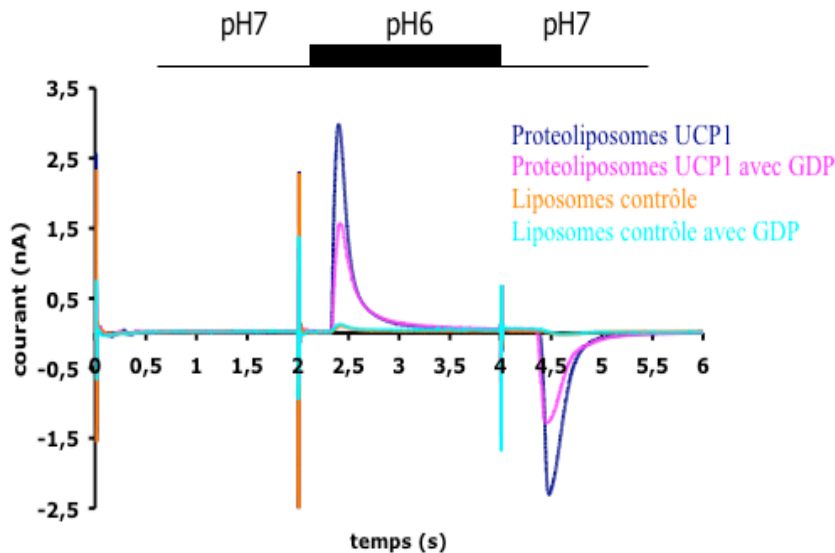 pH7 pH6 pH7
3,5
2,5
1,5
0,5
-0,5
-1,5
-2,5
courant (nA)
Proteoliposomes UCP1
Proteoliposomes UCP1 avec GDP
Liposomes contrôle
Liposomes contrôle avec GDP
0 0,5 1 1,5 2 2,5 3 3,5 4 4,5 5 5,5 6
temps (s)